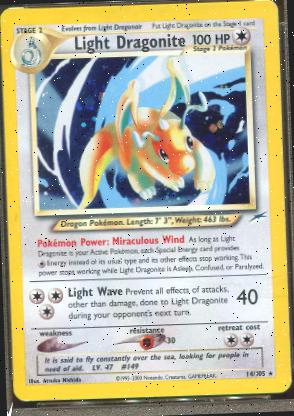 STAGE 2 Evolves from Light Dragonair Put Light Dragonite on the Stage 1 card
Light Dragonite 100 HP
Stage 2 Pokémon
Dragon Pokémon. Length: 7' 3", Weight: 463 lbs.
Pokémon Power: Miraculous Wind As long as Light
Dragonite is your Active Pokémon, each Special Energy card provides
Energy instead of its usual type and its other effects stop working. This
power stops working while Light Dragonite is Asleep, Confused, or Paralyzed.
Light Wave Prevent all effects of attacks,
other than damage, done to Light Dragonite
during your opponent's next turn.
40
weakness resistance retreat cost
30
It is said to fly constantly over the sea, looking for people in
need of aid. LV. 47 #149
Illus. Atsuko Nishida ©1995-2000 Nintendo, Creatures, GAMEFREAK. 14/105